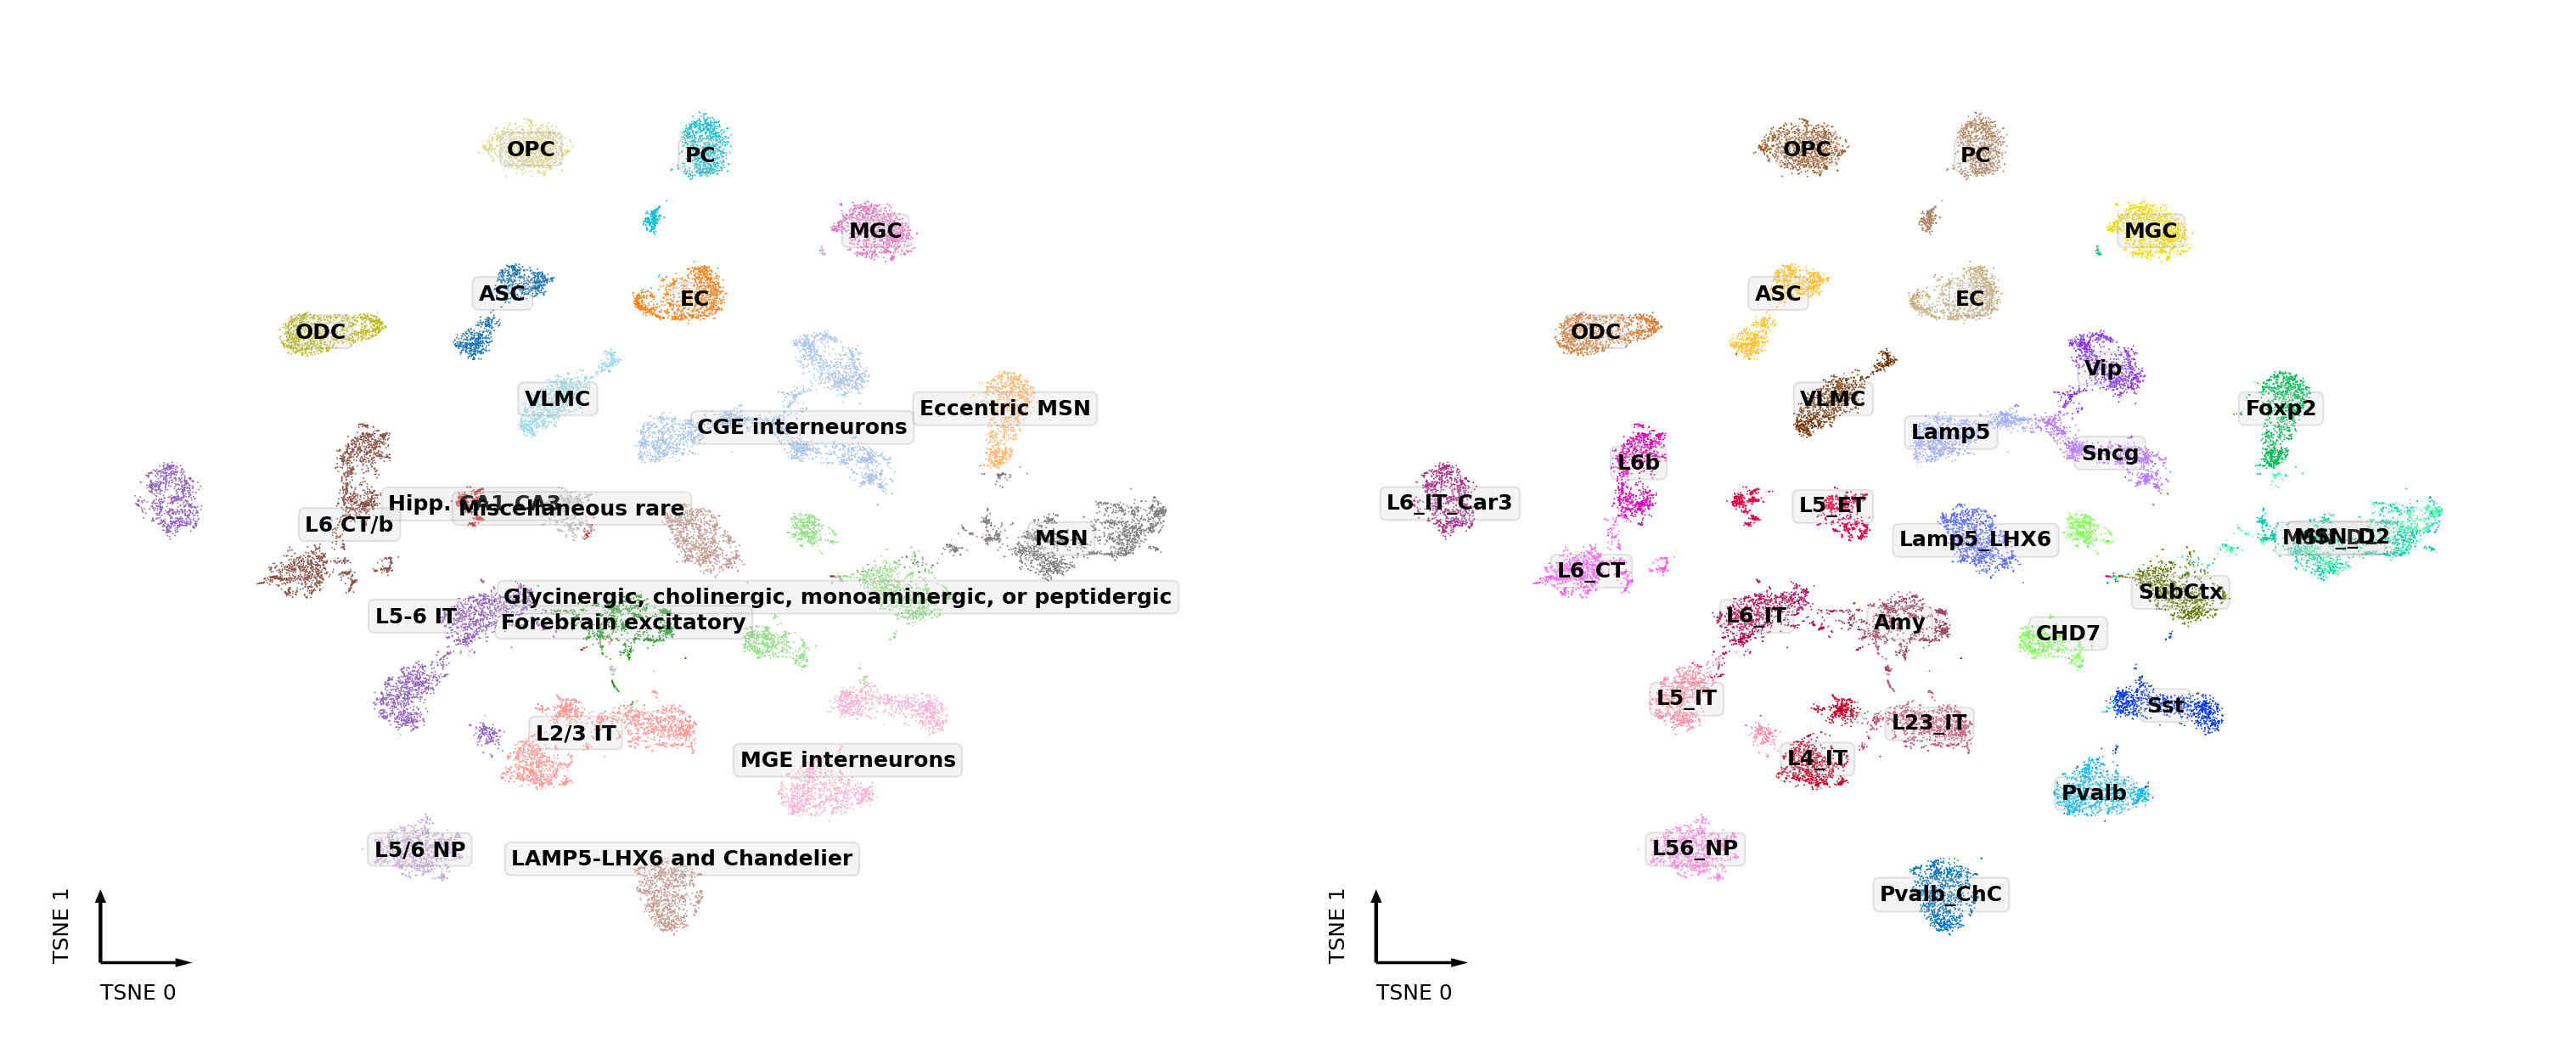 OPC
PC
MGC
ASC
EC
ODC
VLMC
Eccentric MSN
CGE interneurons
Hipp. CA1-CA3
Miscellaneous rare
L6 CT/b
MSN
Glycinergic, cholinergic, monoaminergic, or peptidergic
L5-6 IT
Forebrain excitatory
L2/3 IT
MGE interneurons
L5/6 NP
LAMP5-LHX6 and Chandelier
TSNE 1
TSNE 0
OPC
PC
MGC
ASC
EC
ODC
Vip
VLMC
Foxp2
Lamp5
Sncg
L6b
L6_IT_Car3
L5_ET
Lamp5_LHX6
MSN_D2
L6_CT
SubCtx
L6_IT
Amy
CHD7
L5_IT
Sst
L23_IT
L4_IT
Pvalb
L56_NP
Pvalb_ChC
TSNE 1
TSNE 0